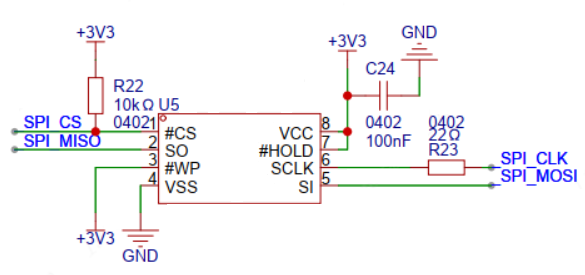 +3V3
GND
+3V3
R22
C24
10kΩ U5
SPI_CS
0402
1
#CS
VCC
8
0402
0402
SPI_MISO
2
SO
#HOLD
7
100nF
22Ω
R23
3
#WP
SCLK
6
SPI_CLK
4
VSS
SI
5
SPI_MOSI
+3V3
GND